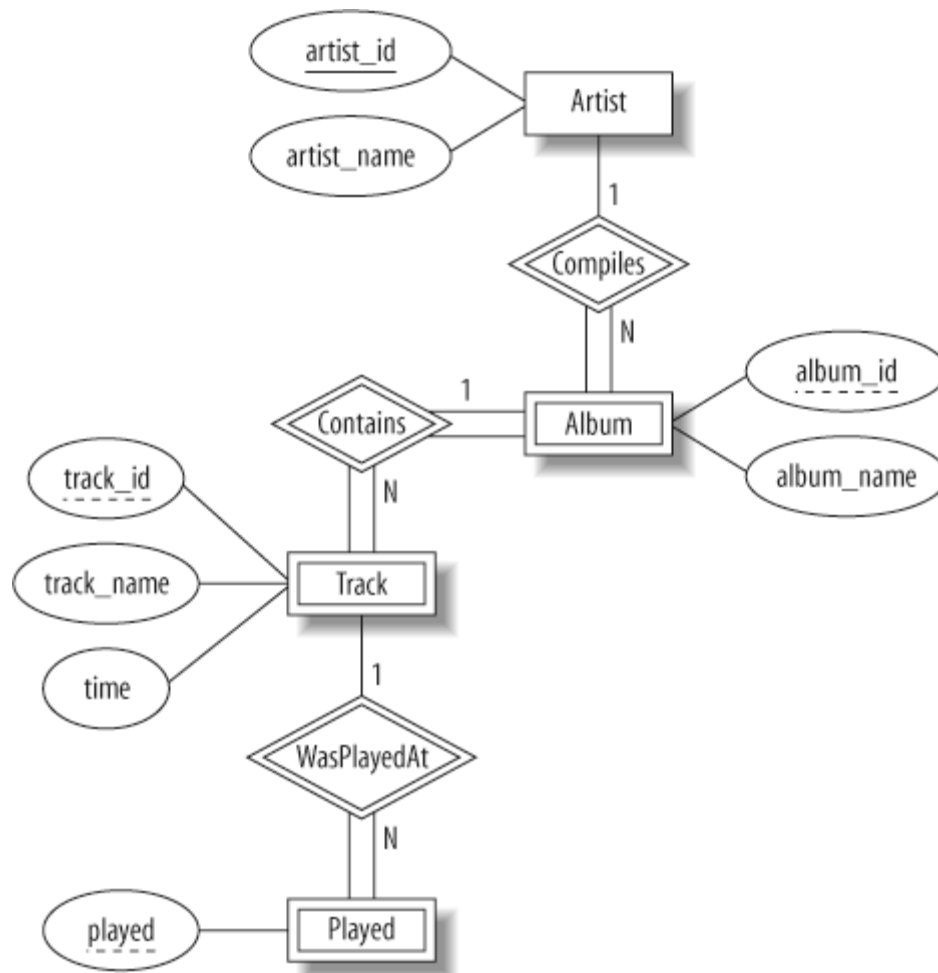 artist_id
Artist
artist_name
1
Compiles
N
album_id
1
Contains
Album
album_name
track_id
N
track_name
Track
time
1
WasPlayedAt
N
played
Played